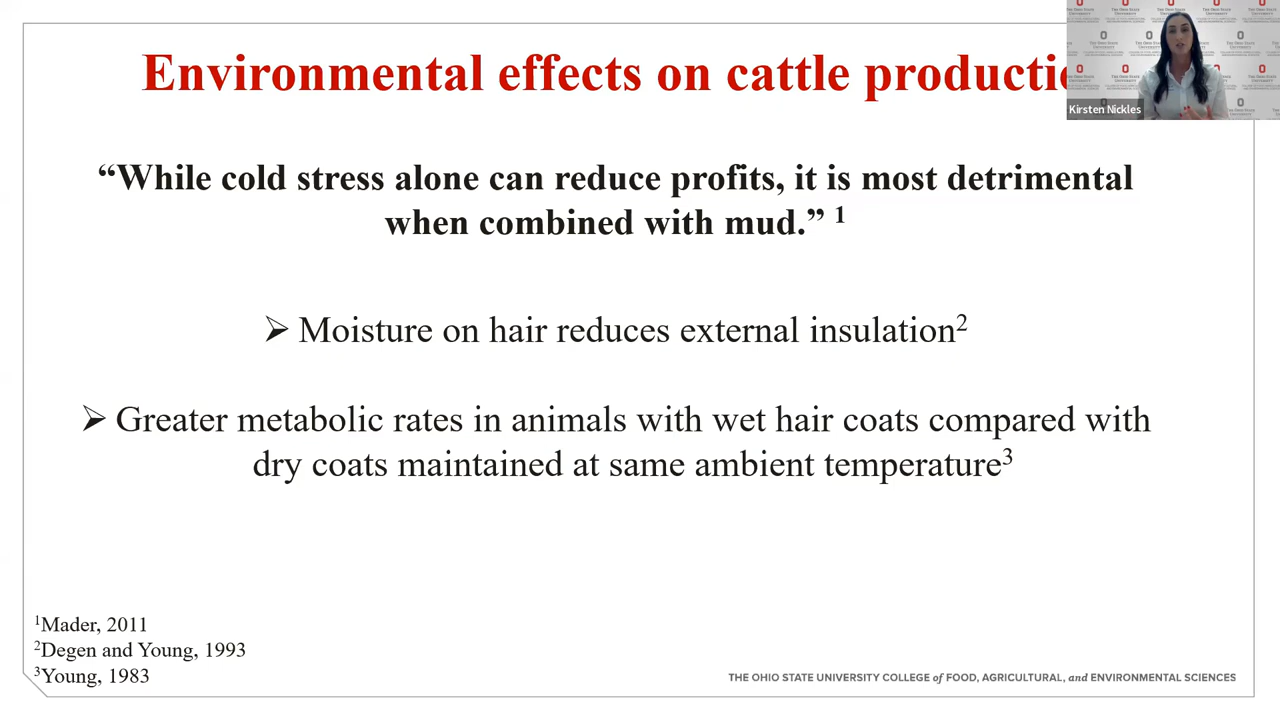 Environmental effects on cattle productio
Kirsten Nickles
“While cold stress alone can reduce profits, it is most detrimental
when combined with mud.” 1
➢ Moisture on hair reduces external insulation2
➢ Greater metabolic rates in animals with wet hair coats compared with
dry coats maintained at same ambient temperature3
1Mader, 2011
2Degen and Young, 1993
3Young, 1983
THE OHIO STATE UNIVERSITY COLLEGE of FOOD, AGRICULTURAL, and ENVIRONMENTAL SCIENCES